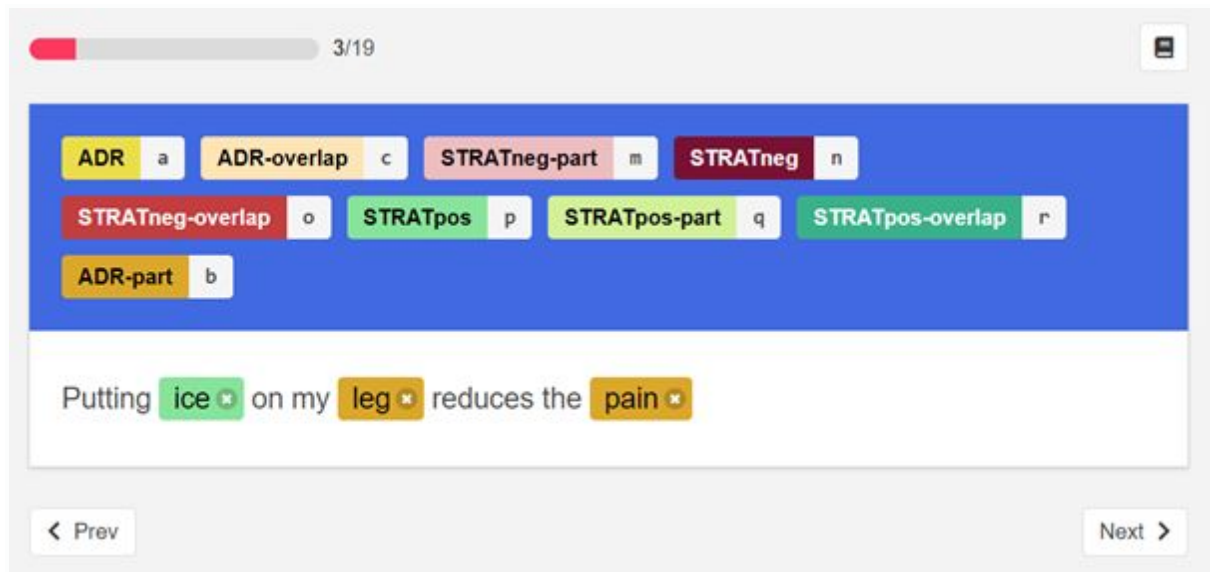 3/19
ADR a ADR-overlap c STRATneg-part m STRATneg n
STRATneg-overlap o STRATpos p STRATpos-part q STRATpos-overlap r
ADR-part b
Putting ice on my leg reduces the pain
Prev Next